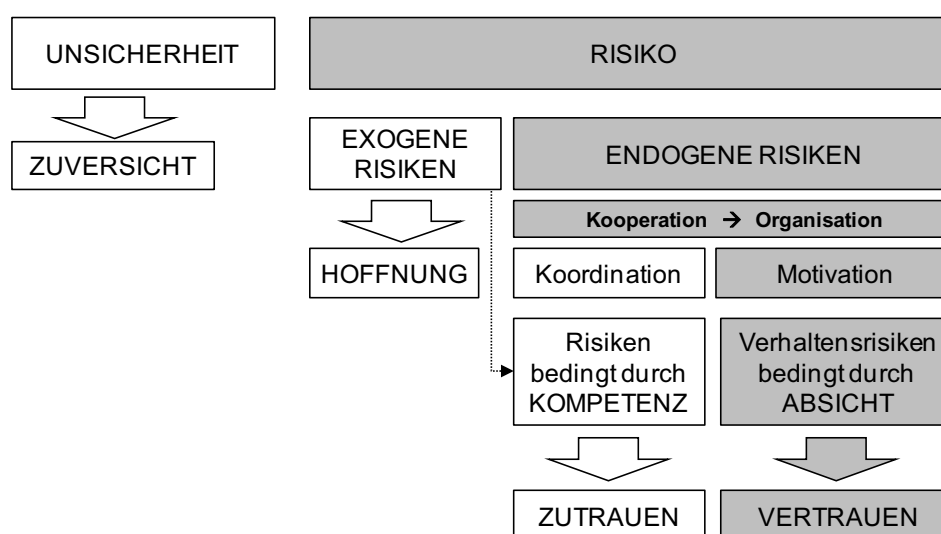 UNSICHERHEIT
RISIKO
ZUVERSICHT
EXOGENE
RISIKEN
ENDOGENE RISIKEN
Kooperation → Organisation
HOFFNUNG
Koordination
Motivation
Risiken
bedingt durch
KOMPETENZ
Verhaltensrisiken
bedingt durch
ABSICHT
ZUTRAUEN
VERTRAUEN